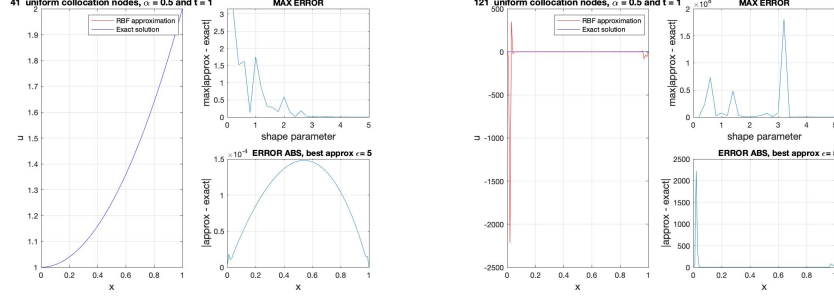 41 uniform collocation nodes, α = 0.5 and t = 1
RBF approximation
Exact solution
2
1.9
1.8
1.7
1.6
1.5
1.4
1.3
1.2
1.1
1
u
0 0.2 0.4 0.6 0.8 1
x
MAX ERROR
3
2.5
2
1.5
1
0.5
0
max|approx - exact|
0 1 2 3 4 5
shape parameter
×10⁻⁴ ERROR ABS, best approx ϵ= 5
1.5
1
0.5
0
|approx - exact|
0 0.2 0.4 0.6 0.8 1
x
121 uniform collocation nodes, α = 0.5 and t = 1
RBF approximation
Exact solution
500
0
-500
-1000
-1500
-2000
-2500
u
0 0.2 0.4 0.6 0.8 1
x
MAX ERROR
2
1.5
1
0.5
0
max|approx - exact|
0 1 2 3 4
shape parameter
ERROR ABS, best approx ϵ=
2500
2000
1500
1000
500
0
|approx - exact|
0 0.2 0.4 0.6 0.8
x